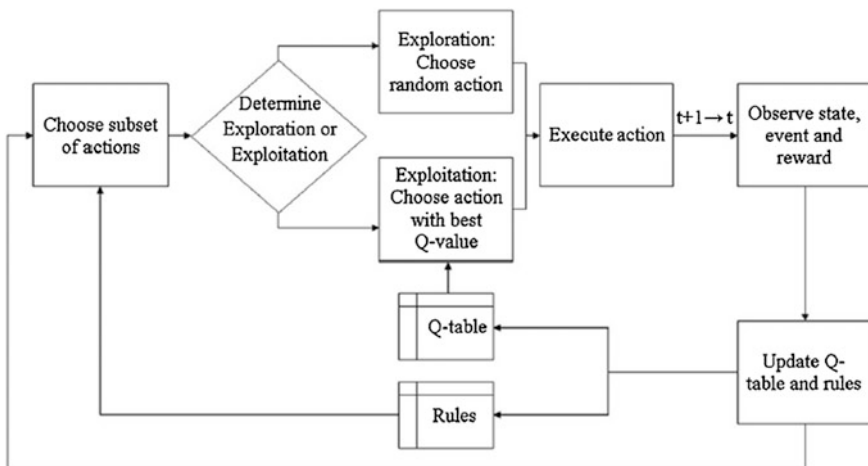 Choose subset
of actions
Determine
Exploration or
Exploitation
Exploration:
Choose
random action
Exploitation:
Choose action
with best
Q-value
Execute action
t+1→t
Observe state,
event and
reward
Q-table
Rules
Update Q-
table and rules